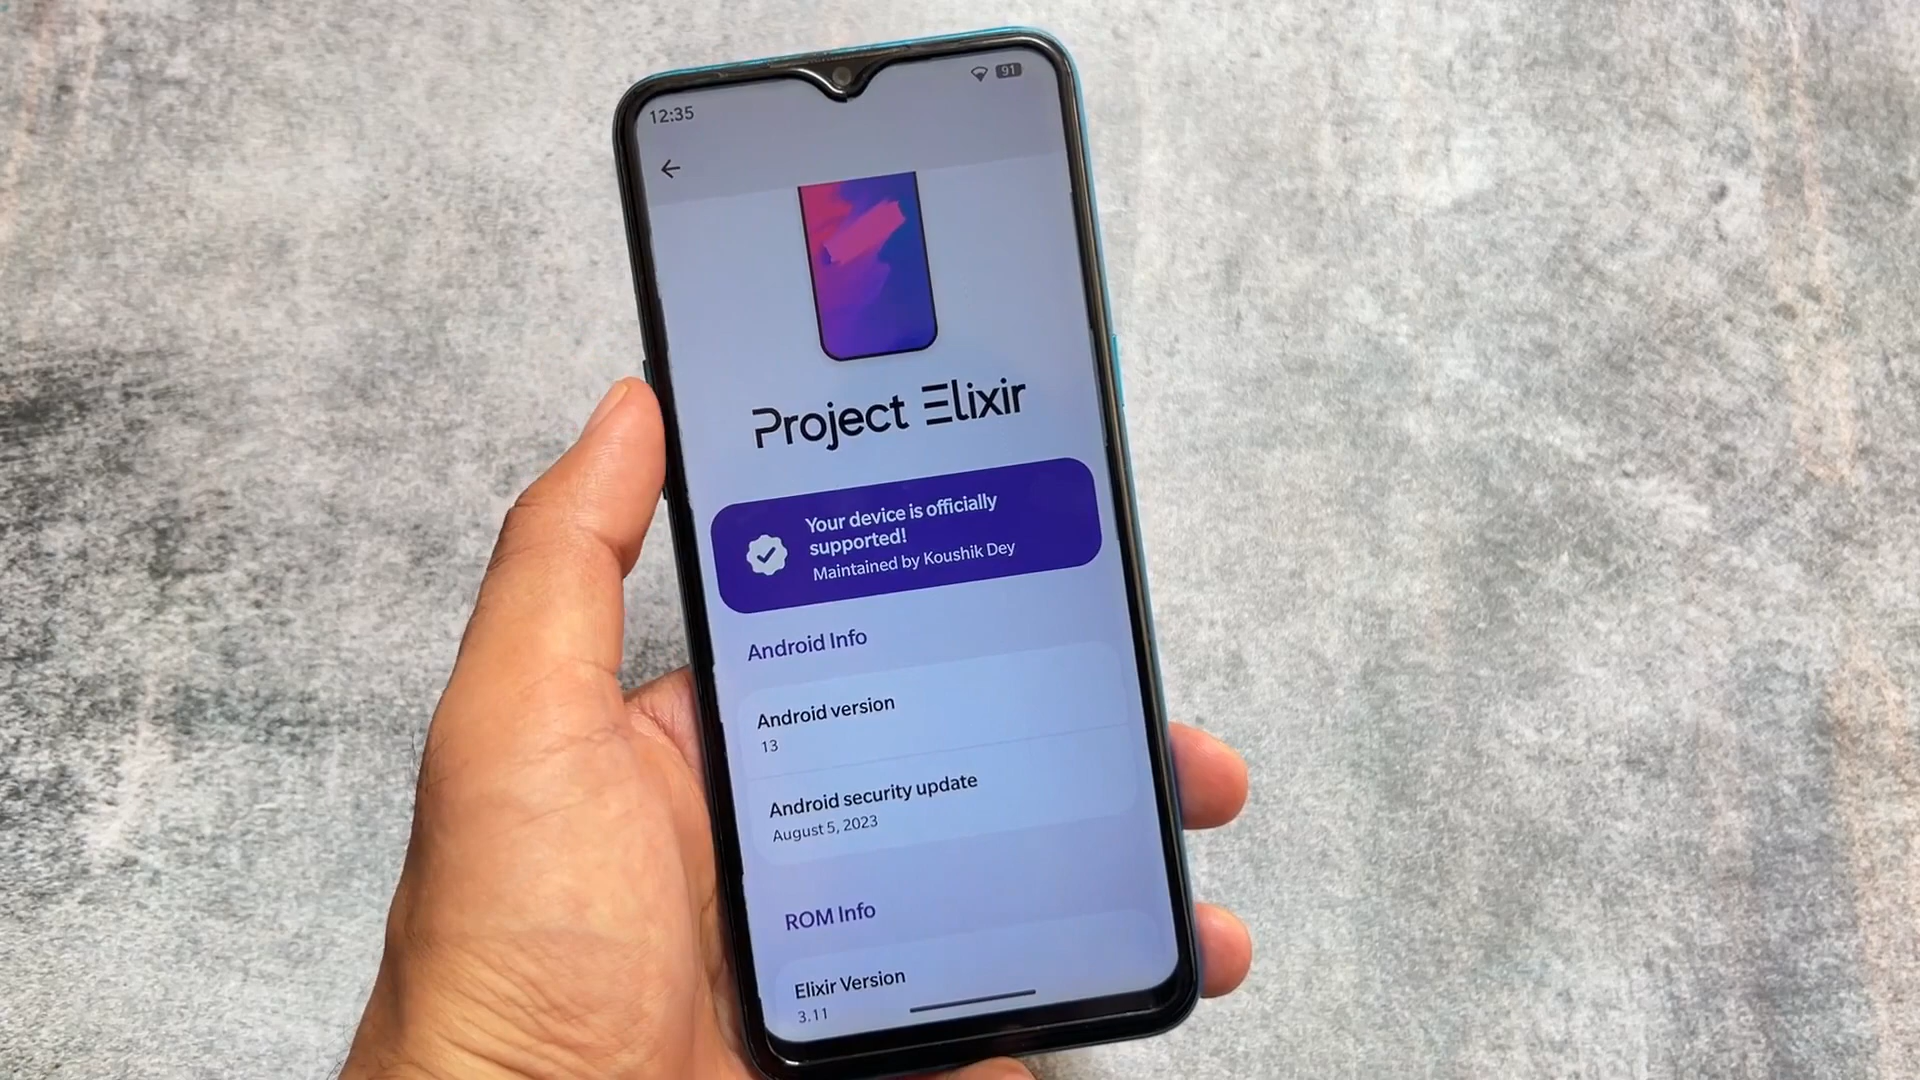 12:35
91
Project Elixir
Your device is officially
supported!
Maintained by Koushik Dey
Android Info
Android version
13
Android security update
August 5, 2023
ROM Info
Elixir Version
3.11